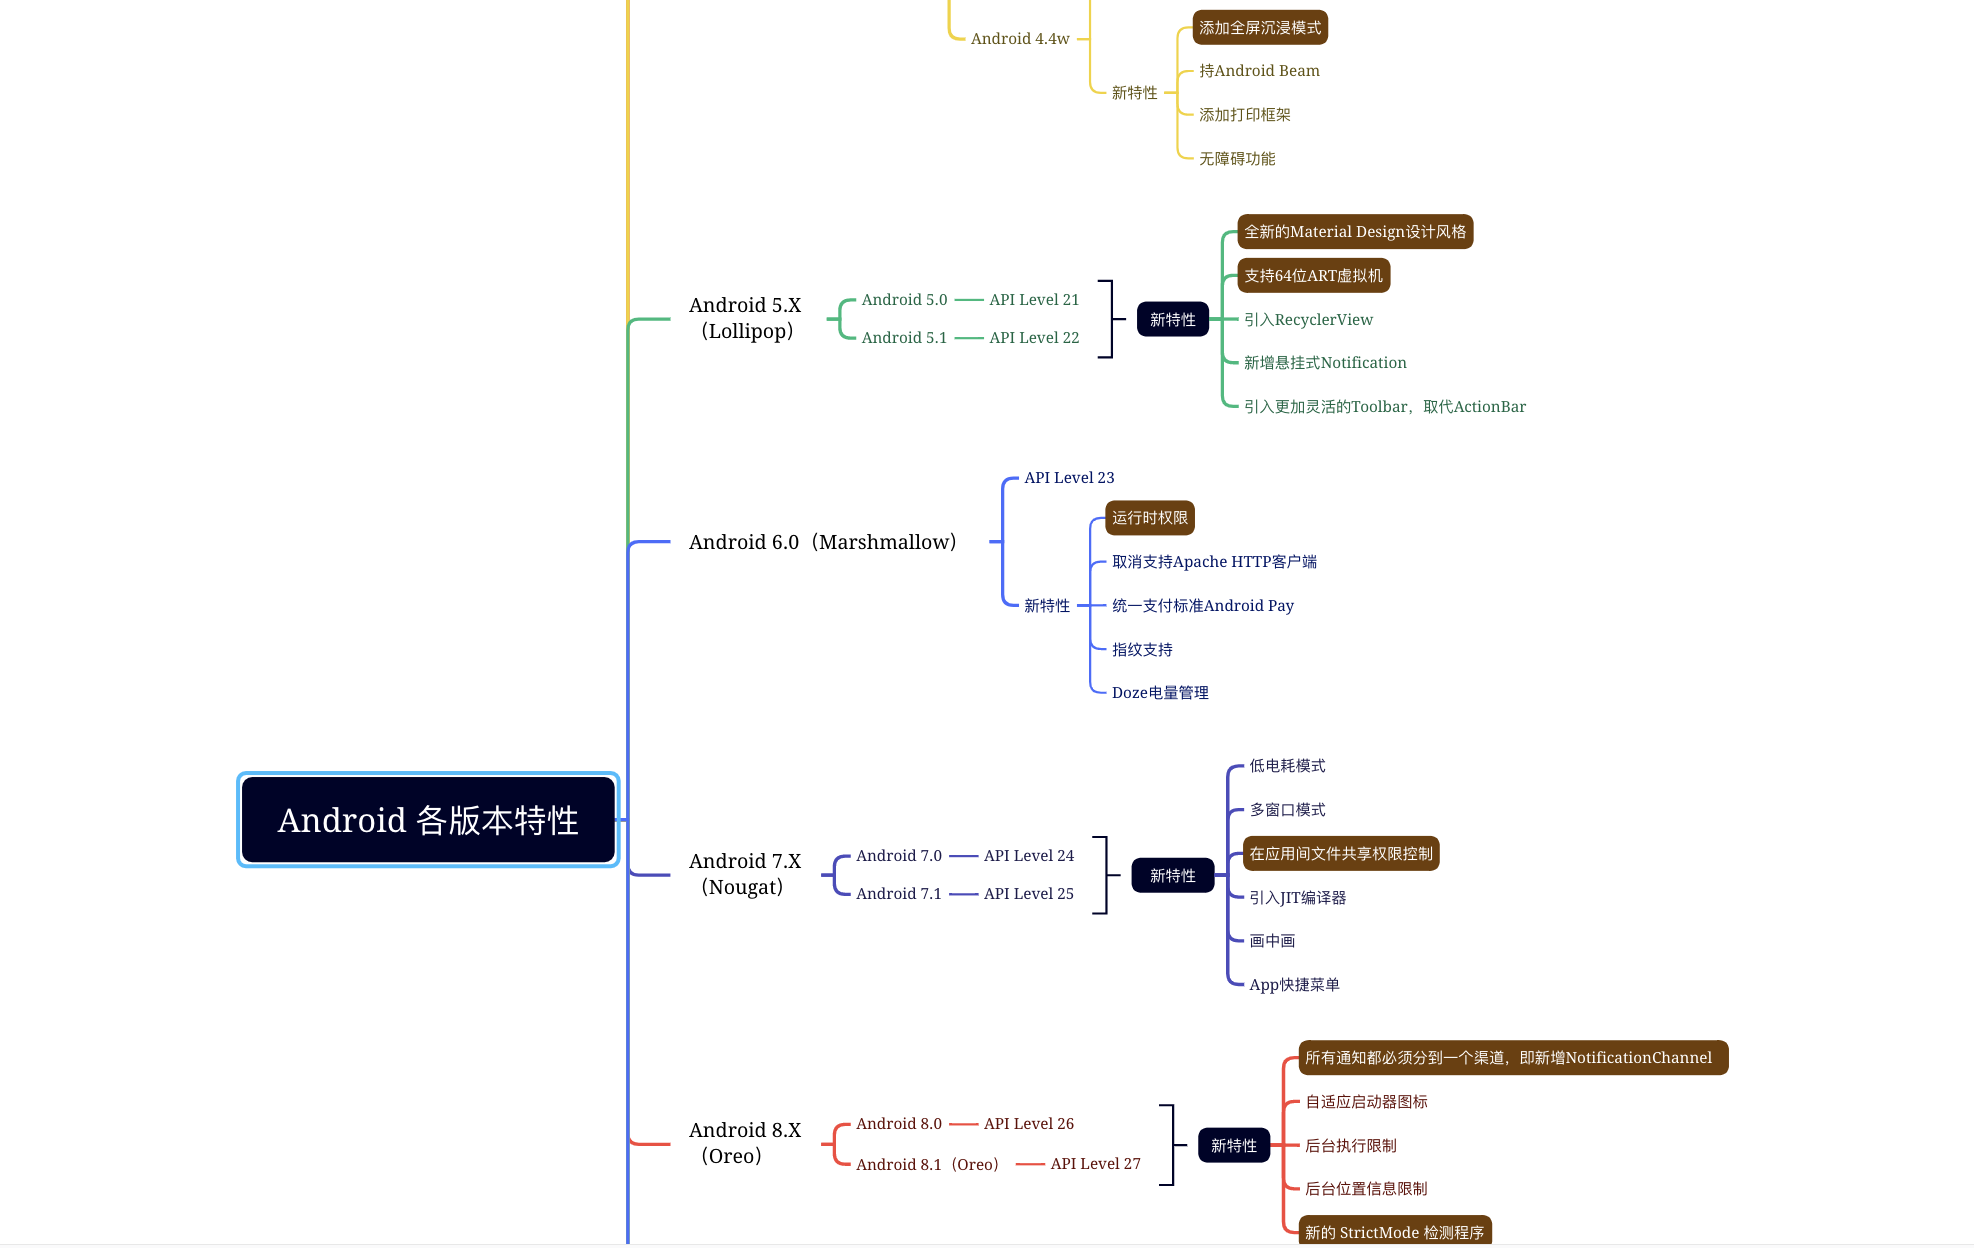 添加全屏沉浸模式
Android 4.4w
持Android Beam
新特性
添加打印框架
无障碍功能
全新的Material Design设计风格
支持64位ART虚拟机
Android 5.X
（Lollipop）
Android 5.0
API Level 21
Android 5.1
API Level 22
新特性
引入RecyclerView
新增悬挂式Notification
引入更加灵活的Toolbar，取代ActionBar
API Level 23
运行时权限
Android 6.0（Marshmallow）
取消支持Apache HTTP客户端
新特性
统一支付标准Android Pay
指纹支持
Doze电量管理
Android 各版本特性
低电耗模式
多窗口模式
Android 7.X
（Nougat）
Android 7.0
API Level 24
Android 7.1
API Level 25
新特性
在应用间文件共享权限控制
引入JIT编译器
画中画
App快捷菜单
所有通知都必须分到一个渠道，即新增NotificationChannel
自适应启动器图标
Android 8.X
（Oreo）
Android 8.0
API Level 26
Android 8.1（Oreo）
API Level 27
新特性
后台执行限制
后台位置信息限制
新的 StrictMode 检测程序